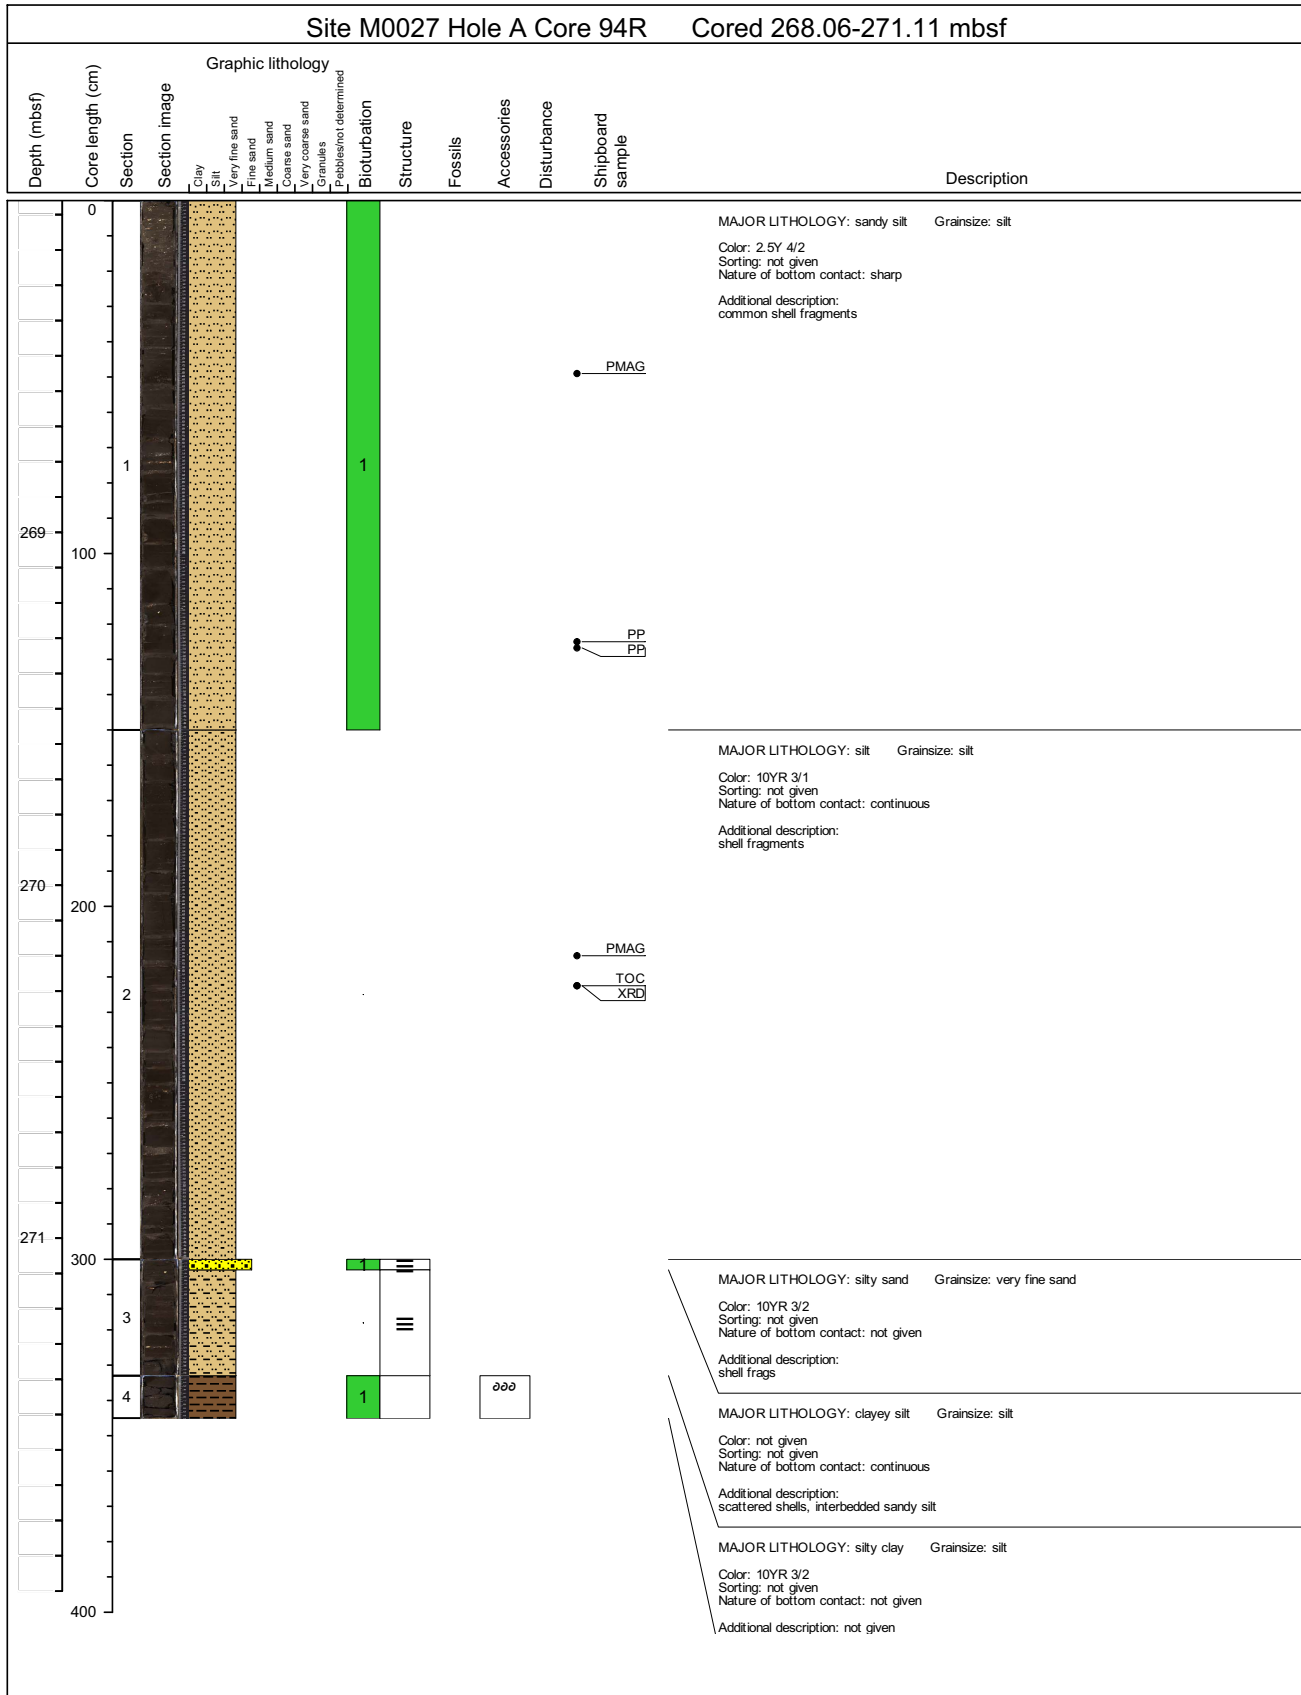 Site M0027 Hole A Core 94R Cored 268.06-271.11 mbsf
Depth (mbsf)
Core length (cm)
Section
Section image
Graphic lithology
Clay
Silt
Very fine sand
Fine sand
Medium sand
Coarse sand
Very coarse sand
Granules
Pebbles/not determined
Bioturbation
Structure
Fossils
Accessories
Disturbance
Shipboard
sample
Description
0
MAJOR LITHOLOGY: sandy silt Grainsize: silt
Color: 2.5Y 4/2
Sorting: not given
Nature of bottom contact: sharp
Additional description:
common shell fragments
PMAG
1
1
269
100
PP
PP
MAJOR LITHOLOGY: silt Grainsize: silt
Color: 10YR 3/1
Sorting: not given
Nature of bottom contact: continuous
Additional description:
shell fragments
270
200
PMAG
TOC
XRD
2
271
300
1
MAJOR LITHOLOGY: silty sand Grainsize: very fine sand
Color: 10YR 3/2
Sorting: not given
Nature of bottom contact: not given
Additional description:
shell frags
3
4
1
MAJOR LITHOLOGY: clayey silt Grainsize: silt
Color: not given
Sorting: not given
Nature of bottom contact: continuous
Additional description:
scattered shells, interbedded sandy silt
MAJOR LITHOLOGY: silty clay Grainsize: silt
Color: 10YR 3/2
Sorting: not given
Nature of bottom contact: not given
Additional description: not given
400